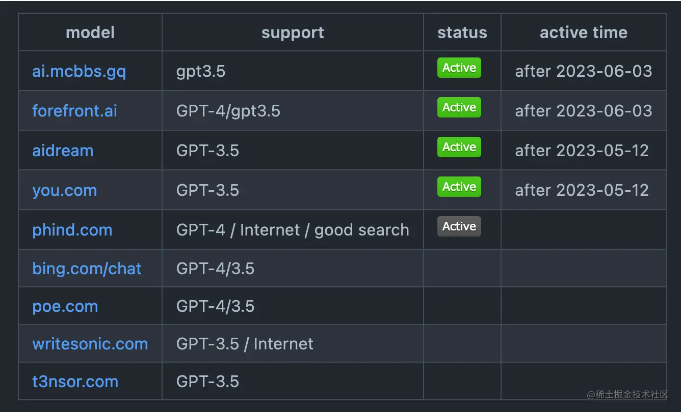 model support status active time
ai.mcbbs.gq gpt3.5 Active after 2023-06-03
forefront.ai GPT-4/gpt3.5 Active after 2023-06-03
aidream GPT-3.5 Active after 2023-05-12
you.com GPT-3.5 Active after 2023-05-12
phind.com GPT-4 / Internet / good search Active
bing.com/chat GPT-4/3.5
poe.com GPT-4/3.5
writesonic.com GPT-3.5 / Internet
t3nsor.com GPT-3.5
@稀土掘金技术社区